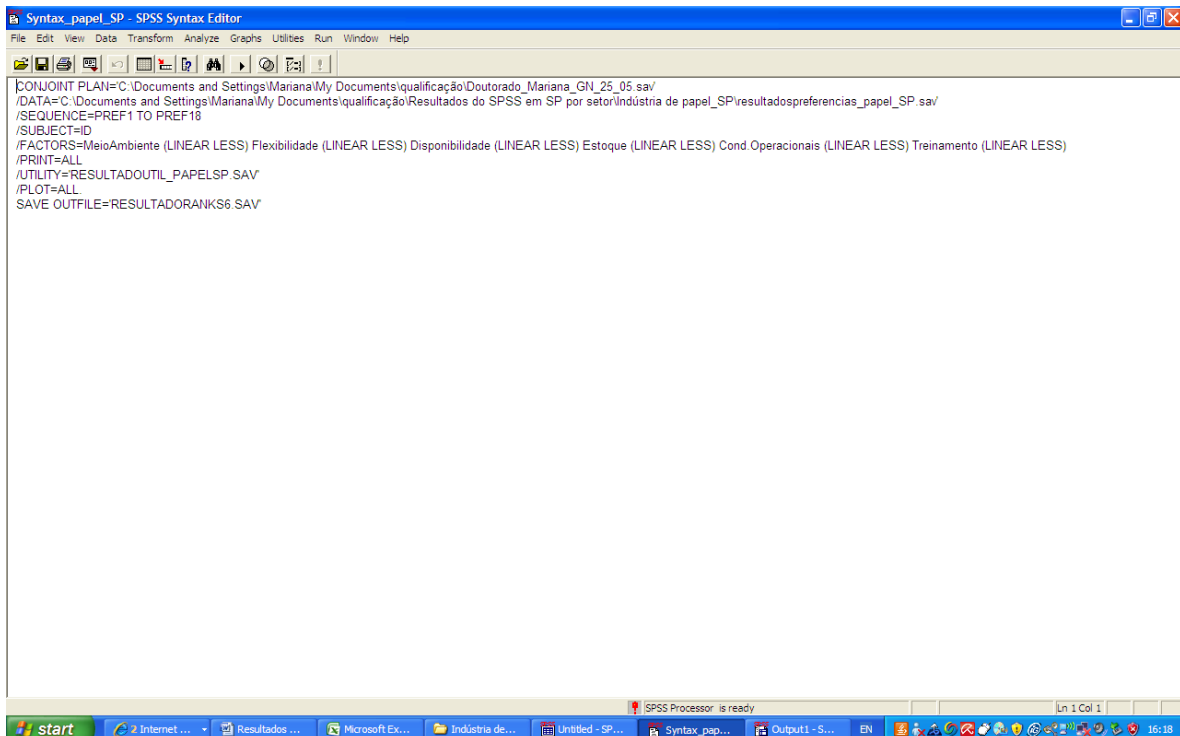 Syntax_papel_SP - SPSS Syntax Editor
File Edit View Data Transform Analyze Graphs Utilities Run Window Help
CONJOINT PLAN='C:\Documents and Settings\Mariana\My Documents\qualificação\Doutorado_Mariana_GN_25_05.sav'
/DATA='C:\Documents and Settings\Mariana\My Documents\qualificação\Resultados do SPSS em SP por setor\Indústria de papel_SP\resultadospreferencias_papel_SP.sav'
/SEQUENCE=PREF1 TO PREF18
/SUBJECT=ID
/FACTORS=MeioAmbiente (LINEAR LESS) Flexibilidade (LINEAR LESS) Disponibilidade (LINEAR LESS) Estoque (LINEAR LESS) Cond.Operacionais (LINEAR LESS) Treinamento (LINEAR LESS)
/PRINT=ALL
/UTILITY='RESULTADOUTIL_PAPELSP.SAV'
/PLOT=ALL.
SAVE OUTFILE='RESULTADORANKS6.SAV'
SPSS Processor is ready
Ln 1 Col 1
start 2 Internet ... Resultados ... Microsoft Ex... Indústria de... Untitled - SP... Syntax_pap... Output1 - S... EN 16:18